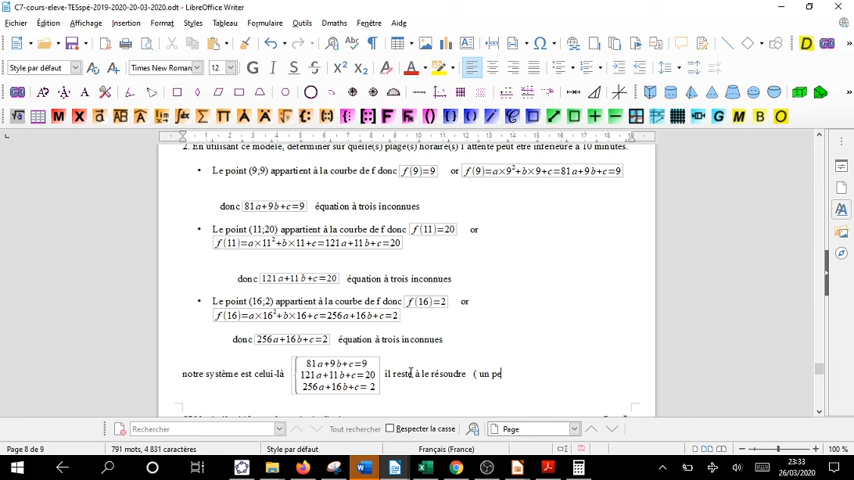 C7-cours-eleve-TESspé-2019-2020-20-03-2020.odt - LibreOffice Writer
Fichier Édition Affichage Insertion Format Styles Tableau Formulaire Outils Dmaths Fenêtre Aide
Style par défaut Times New Roman 12
2. En utilisant ce modèle, déterminer sur quelle(s) plage(s) horaire(s) l'attente peut être inférieure à 10 minutes.
• Le point (9;9) appartient à la courbe de f donc f(9)=9 or f(9)=a×9²+b×9+c=81a+9b+c=9
donc 81a+9b+c=9 équation à trois inconnues
• Le point (11;20) appartient à la courbe de f donc f(11)=20 or
f(11)=a×11²+b×11+c=121a+11b+c=20
donc 121a+11b+c=20 équation à trois inconnues
• Le point (16;2) appartient à la courbe de f donc f(16)=2 or
f(16)=a×16²+b×16+c=256a+16b+c=2
donc 256a+16b+c=2 équation à trois inconnues
81a+9b+c=9
notre système est celui-là 121a+11b+c=20 il reste à le résoudre ( un pe
256a+16b+c=2
Rechercher Tout rechercher Respecter la casse Page
Page 8 de 9 791 mots, 4 831 caractères Style par défaut Français (France) 100 %
23:33
26/03/2020